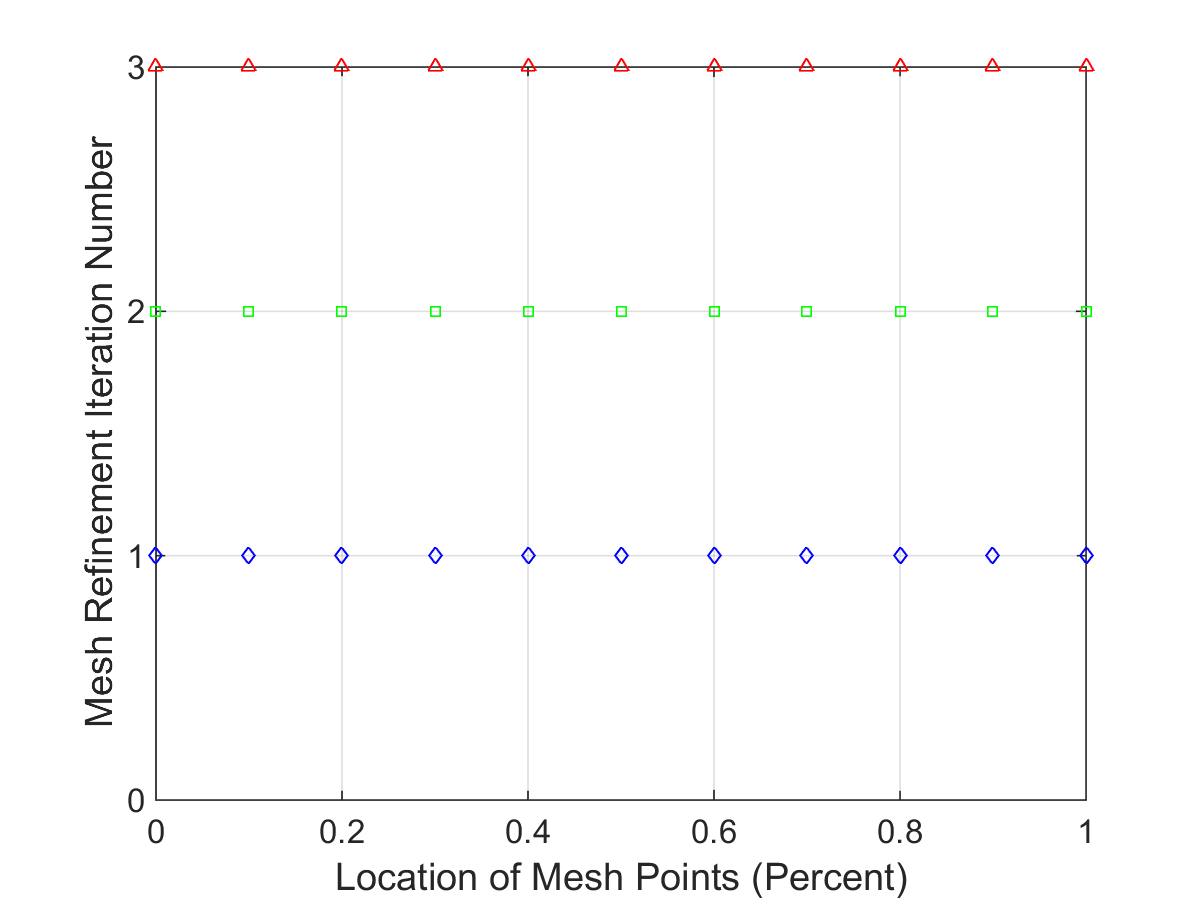 3
2
1
0
Mesh Refinement Iteration Number
0 0.2 0.4 0.6 0.8 1
Location of Mesh Points (Percent)